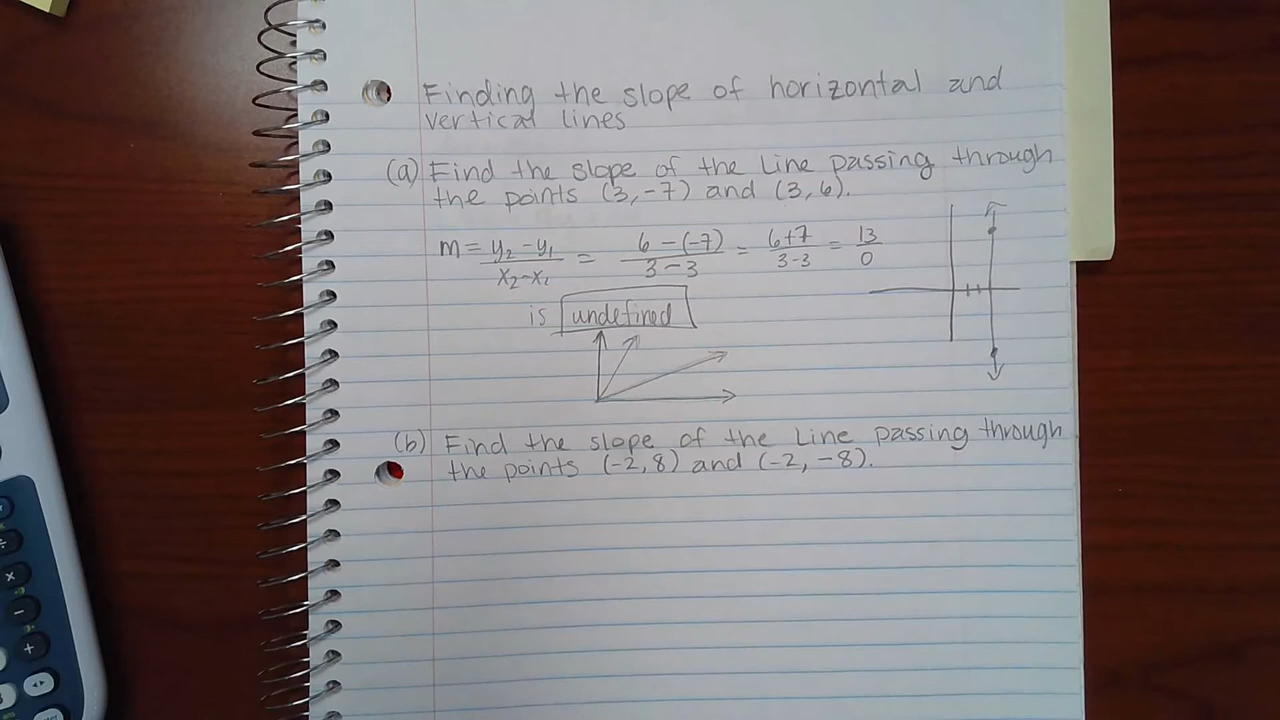 Finding the slope of horizontal and
vertical lines
(a) Find the slope of the line passing through
the points (3,-7) and (3,6).
m = y₂-y₁/x₂-x₁ = 6-(-7)/3-3 = 6+7/3-3 = 13/0
is undefined
(b) Find the slope of the line passing through
the points (-2,8) and (-2,-8).
÷
×
−
+